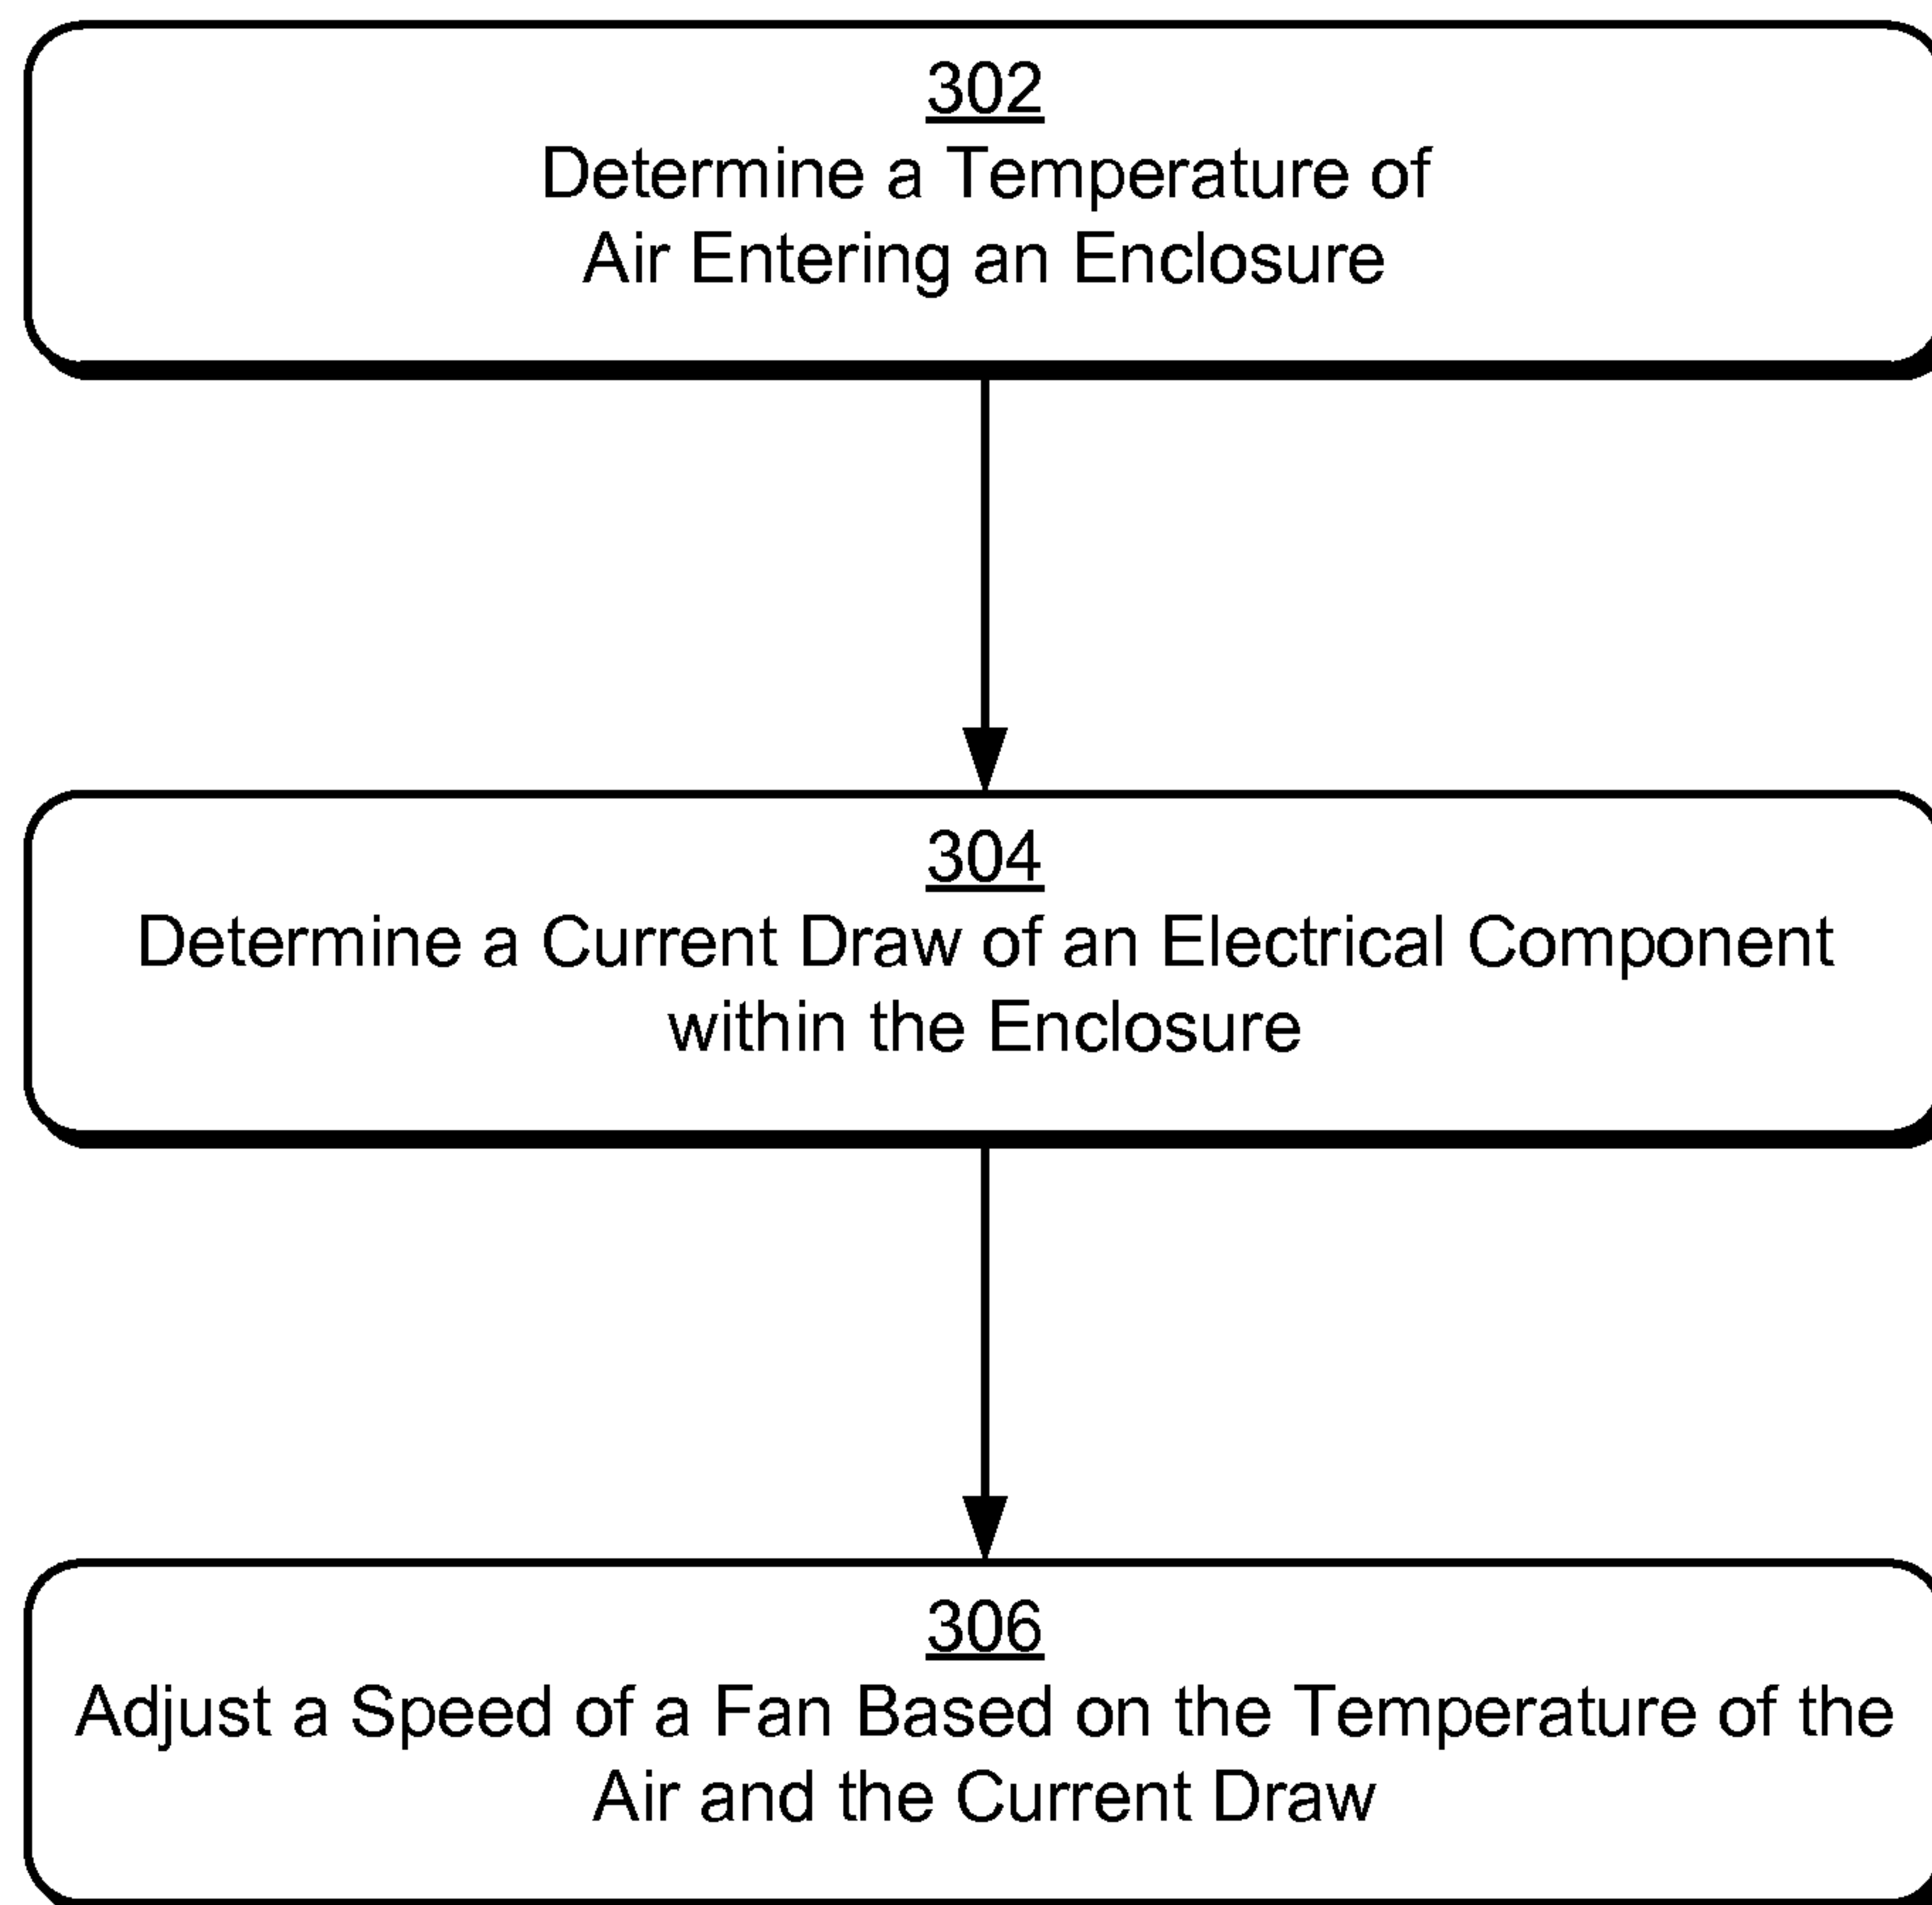 302
Determine a Temperature of
Air Entering an Enclosure
304
Determine a Current Draw of an Electrical Component
within the Enclosure
306
Adjust a Speed of a Fan Based on the Temperature of the
Air and the Current Draw